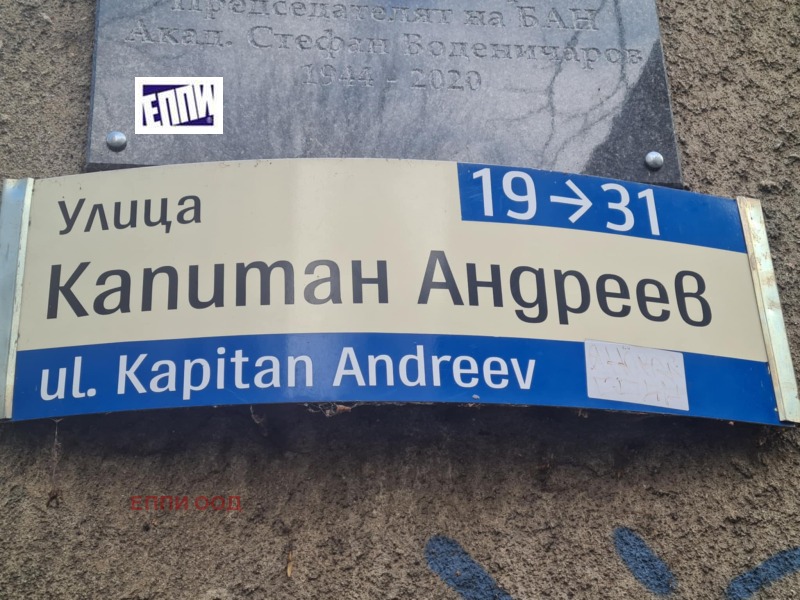 Председателят на БАН
Акад. Стефан Воденичаров
1944 - 2020
ЕППИ
Улица
19→31
Капитан Андреев
ul. Kapitan Andreev
ЕППИ ООД